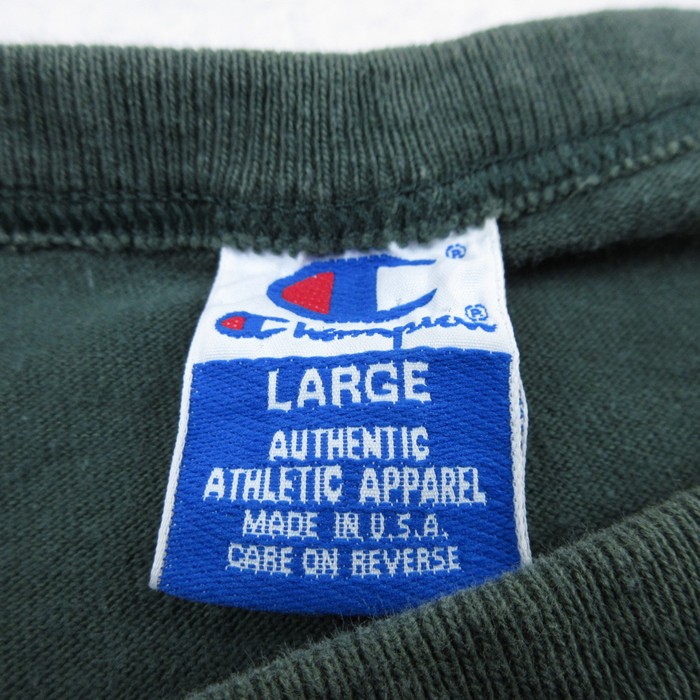 ®
Champion®
LARGE
AUTHENTIC
ATHLETIC APPAREL
MADE IN U.S.A.
CARE ON REVERSE